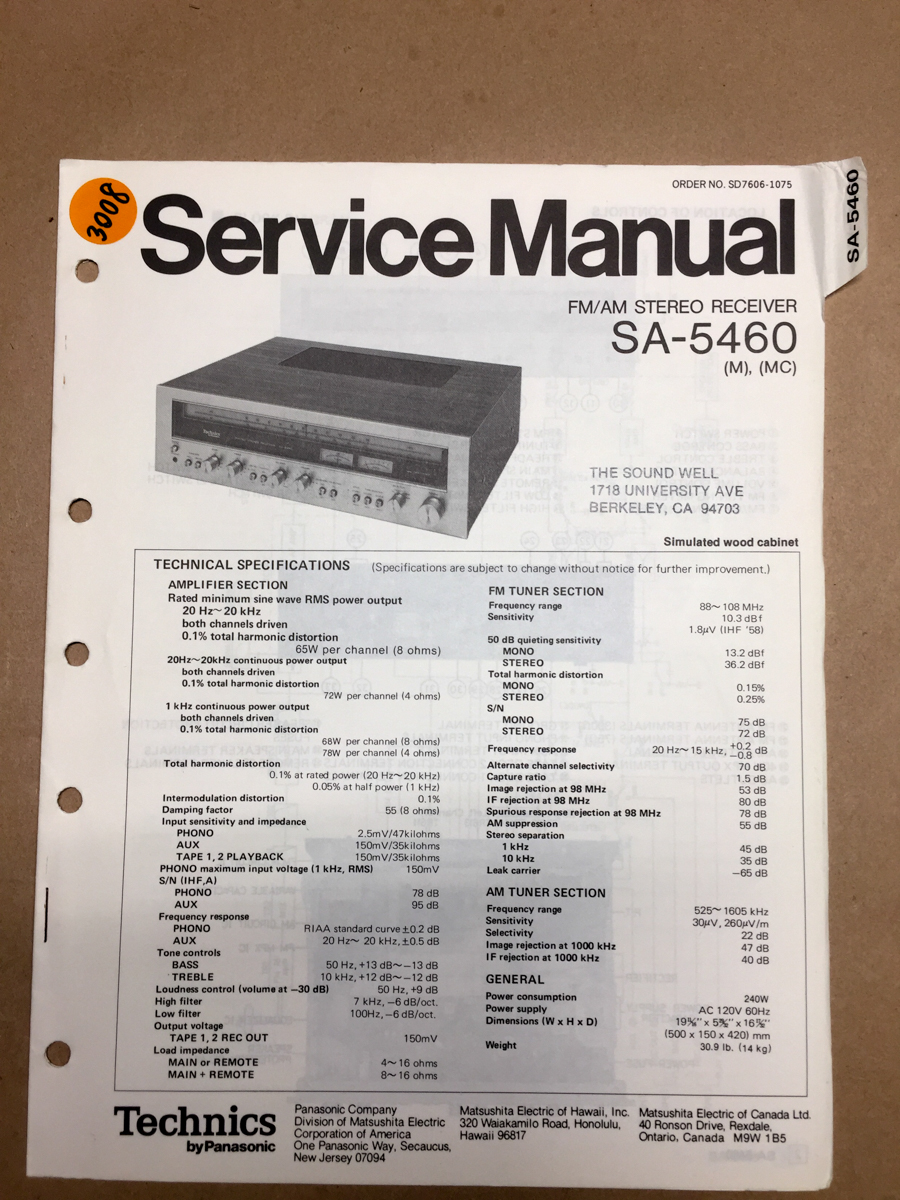 3008
ORDER NO. SD7606-1075
SA-5460
Service Manual
FM/AM STEREO RECEIVER
SA-5460
(M), (MC)
Technics
THE SOUND WELL
1718 UNIVERSITY AVE
BERKELEY, CA 94703
Simulated wood cabinet
TECHNICAL SPECIFICATIONS (Specifications are subject to change without notice for further improvement.)
AMPLIFIER SECTION
Rated minimum sine wave RMS power output
20 Hz~20 kHz
both channels driven
0.1% total harmonic distortion
65W per channel (8 ohms)
20Hz~20kHz continuous power output
both channels driven
0.1% total harmonic distortion
72W per channel (4 ohms)
1 kHz continuous power output
both channels driven
0.1% total harmonic distortion
68W per channel (8 ohms)
78W per channel (4 ohms)
Total harmonic distortion
0.1% at rated power (20 Hz~20 kHz)
0.05% at half power (1 kHz)
Intermodulation distortion 0.1%
Damping factor 55 (8 ohms)
Input sensitivity and impedance
PHONO 2.5mV/47kilohms
AUX 150mV/35kilohms
TAPE 1, 2 PLAYBACK 150mV/35kilohms
PHONO maximum input voltage (1 kHz, RMS) 150mV
S/N (IHF,A)
PHONO 78 dB
AUX 95 dB
Frequency response
PHONO RIAA standard curve ±0.2 dB
AUX 20 Hz~ 20 kHz, ±0.5 dB
Tone controls
BASS 50 Hz, +13 dB~−13 dB
TREBLE 10 kHz, +12 dB~−12 dB
Loudness control (volume at −30 dB) 50 Hz, +9 dB
High filter 7 kHz, −6 dB/oct.
Low filter 100Hz, −6 dB/oct.
Output voltage
TAPE 1, 2 REC OUT 150mV
Load impedance
MAIN or REMOTE 4~16 ohms
MAIN + REMOTE 8~16 ohms
FM TUNER SECTION
Frequency range 88~ 108 MHz
Sensitivity 10.3 dBf
1.8µV (IHF '58)
50 dB quieting sensitivity
MONO 13.2 dBf
STEREO 36.2 dBf
Total harmonic distortion
MONO 0.15%
STEREO 0.25%
S/N
MONO 75 dB
STEREO 72 dB
Frequency response 20 Hz~15 kHz, +0.2 −0.8 dB
Alternate channel selectivity 70 dB
Capture ratio 1.5 dB
Image rejection at 98 MHz 53 dB
IF rejection at 98 MHz 80 dB
Spurious response rejection at 98 MHz 78 dB
AM suppression 55 dB
Stereo separation
1 kHz 45 dB
10 kHz 35 dB
Leak carrier −65 dB
AM TUNER SECTION
Frequency range 525~ 1605 kHz
Sensitivity 30µV, 260µV/m
Selectivity 22 dB
Image rejection at 1000 kHz 47 dB
IF rejection at 1000 kHz 40 dB
GENERAL
Power consumption 240W
Power supply AC 120V 60Hz
Dimensions (W x H x D)
(500 x 150 x 420) mm
Weight 30.9 lb. (14 kg)
Technics
by Panasonic
Panasonic Company
Division of Matsushita Electric
Corporation of America
One Panasonic Way, Secaucus,
New Jersey 07094
Matsushita Electric of Hawaii, Inc.
320 Waiakamilo Road, Honolulu,
Hawaii 96817
Matsushita Electric of Canada Ltd.
40 Ronson Drive, Rexdale,
Ontario, Canada M9W 1B5